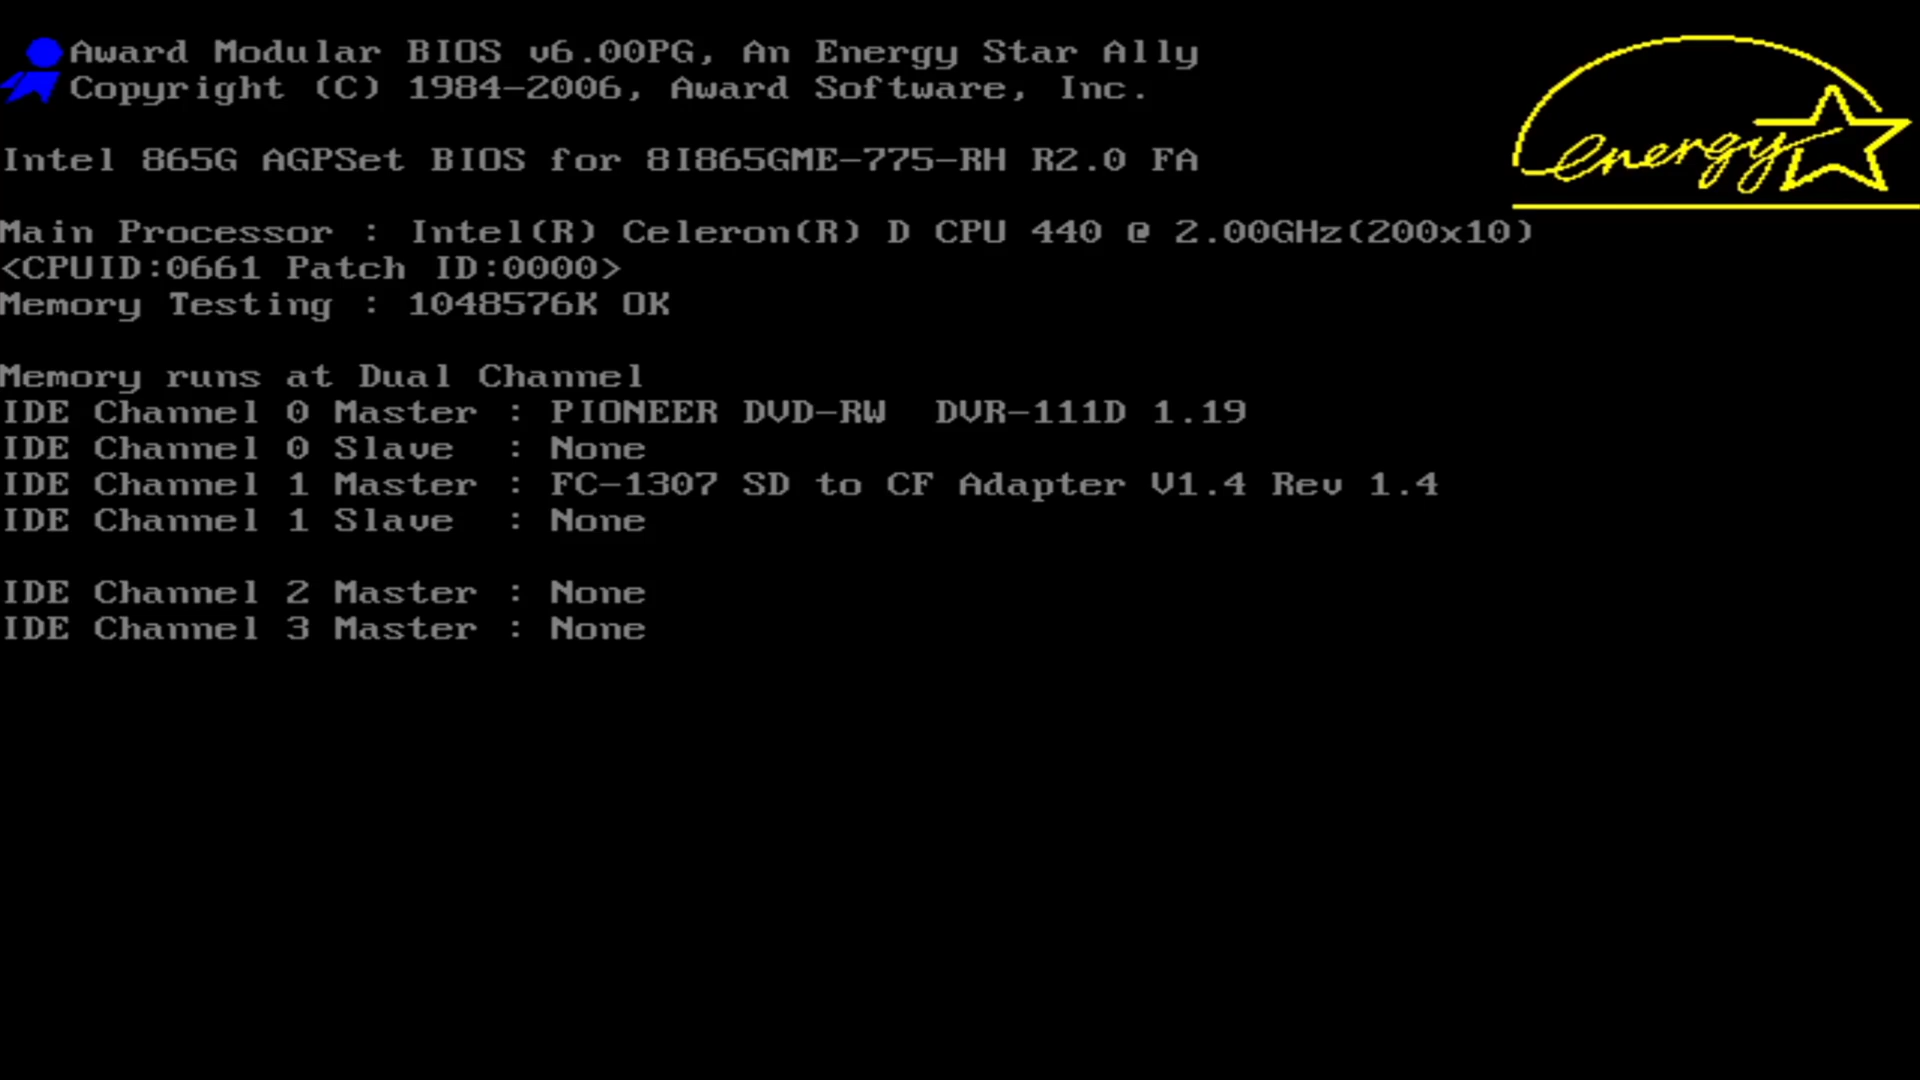 Award Modular BIOS v6.00PG, An Energy Star Ally
Copyright (C) 1984-2006, Award Software, Inc.
energy
Intel 865G AGPSet BIOS for 8I865GME-775-RH R2.0 FA
Main Processor : Intel(R) Celeron(R) D CPU 440 @ 2.00GHz(200x10)
<CPUID:0661 Patch ID:0000>
Memory Testing : 1048576K OK
Memory runs at Dual Channel
IDE Channel 0 Master : PIONEER DVD-RW  DVR-111D 1.19
IDE Channel 0 Slave  : None
IDE Channel 1 Master : FC-1307 SD to CF Adapter V1.4 Rev 1.4
IDE Channel 1 Slave  : None
IDE Channel 2 Master : None
IDE Channel 3 Master : None